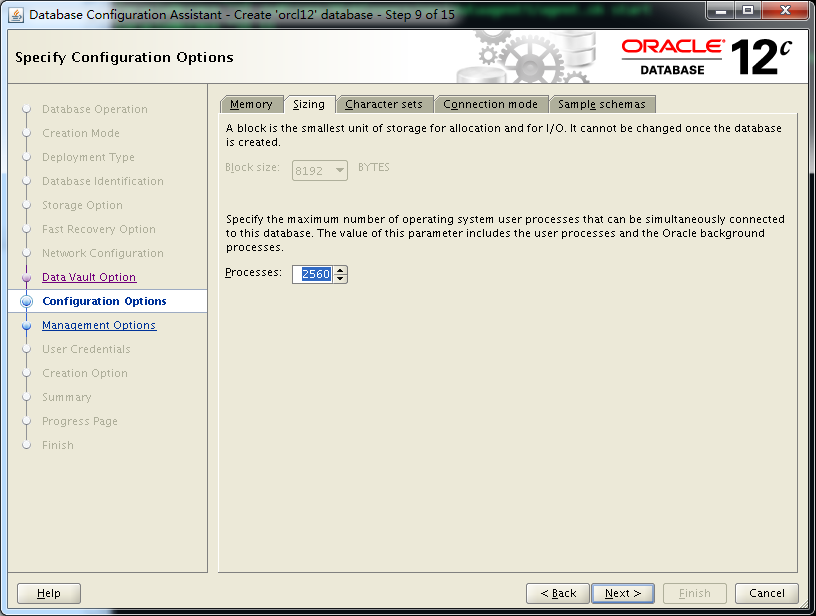 Database Configuration Assistant - Create 'orcl12' database - Step 9 of 15
Specify Configuration Options
ORACLE
DATABASE
12c
Database Operation
Creation Mode
Deployment Type
Database Identification
Storage Option
Fast Recovery Option
Network Configuration
Data Vault Option
Configuration Options
Management Options
User Credentials
Creation Option
Summary
Progress Page
Finish
Memory Sizing Character sets Connection mode Sample schemas
A block is the smallest unit of storage for allocation and for I/O. It cannot be changed once the database
is created.
Block size: 8192 BYTES
Specify the maximum number of operating system user processes that can be simultaneously connected
to this database. The value of this parameter includes the user processes and the Oracle background
processes.
Processes: 2560
Help < Back Next > Finish Cancel